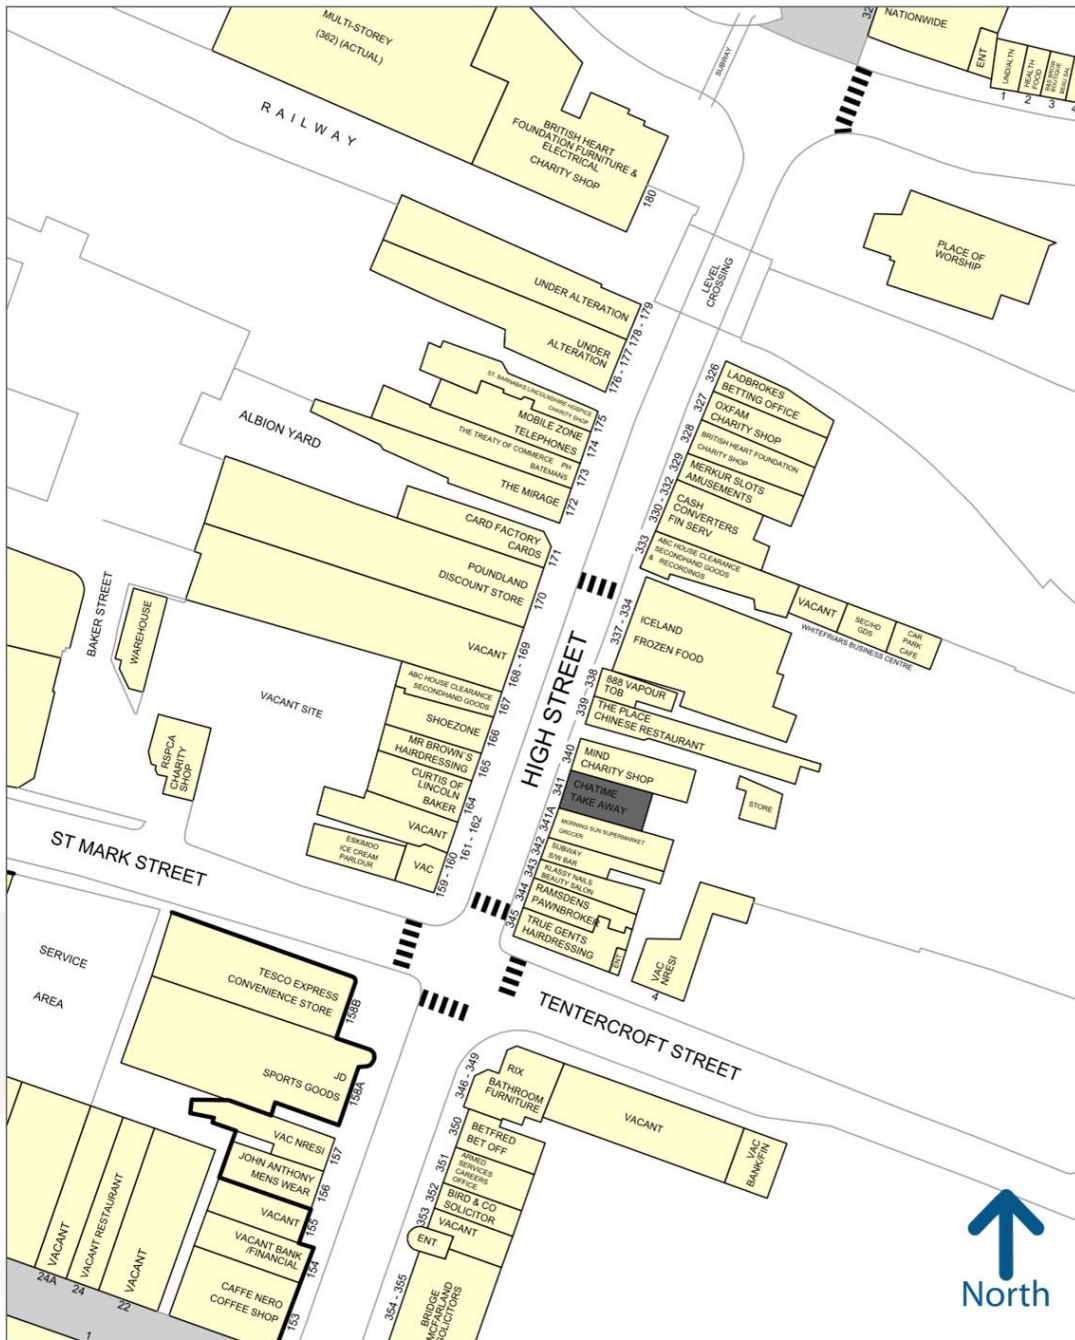 MULTI-STOREY
(362) (ACTUAL)
RAILWAY
BRITISH HEART
FOUNDATION FURNITURE &
ELECTRICAL
CHARITY SHOP
180
SUBWAY
NATIONWIDE
ENT
UND/ALTN
HEALTH
FOOD
1
2
3
PLACE OF
WORSHIP
LEVEL
CROSSING
UNDER ALTERATION
178 - 179
UNDER
ALTERATION
176 - 177
ST. BARNABAS LINCOLNSHIRE HOSPICE
CHARITY SHOP
175
MOBILE ZONE
TELEPHONES
174
THE TREATY OF COMMERCE PH
BATEMANS
173
THE MIRAGE
172
ALBION YARD
CARD FACTORY
CARDS
171
POUNDLAND
DISCOUNT STORE
170
VACANT
168 - 169
ABC HOUSE CLEARANCE
SECONDHAND GOODS
167
SHOEZONE
166
MR BROWN`S
HAIRDRESSING
165
CURTIS OF
LINCOLN
BAKER
164
VACANT
161 - 162
ESKIMOO
ICE CREAM
PARLOUR
VAC
159 - 160
BAKER STREET
WAREHOUSE
VACANT SITE
RSPCA
CHARITY
SHOP
HIGH STREET
326
LADBROKES
BETTING OFFICE
327
OXFAM
CHARITY SHOP
328
BRITISH HEART FOUNDATION
CHARITY SHOP
329
MERKUR SLOTS
AMUSEMENTS
330 - 332
CASH
CONVERTERS
FIN SERV
333
ABC HOUSE CLEARANCE
SECONDHAND GOODS
& RECORDINGS
VACANT
SEC/HD
GDS
CAR
PARK
CAFE
WHITEFRIARS BUSINESS CENTRE
337 - 334
ICELAND
FROZEN FOOD
338
888 VAPOUR
TOB
339
THE PLACE
CHINESE RESTAURANT
340
MIND
CHARITY SHOP
STORE
341
CHATIME
TAKE AWAY
341A
MORNING SUN SUPERMARKET
GROCER
342
SUBWAY
S/W BAR
343
KLASSY NAILS
BEAUTY SALON
344
RAMSDENS
PAWNBROKER
345
TRUE GENTS
HAIRDRESSING
ENT
VAC
NRESI
4
ST MARK STREET
TENTERCROFT STREET
SERVICE
AREA
TESCO EXPRESS
CONVENIENCE STORE
158B
JD
SPORTS GOODS
158A
VAC NRESI
157
JOHN ANTHONY
MENS WEAR
156
VACANT
155
VACANT BANK
/FINANCIAL
154
CAFFE NERO
COFFEE SHOP
153
VACANT
24A
VACANT RESTAURANT
24
VACANT
22
1
346 - 349
RIX
BATHROOM
FURNITURE
VACANT
VAC
BANK/FIN
350
BETFRED
BET OFF
351
ARMED
SERVICES
CAREERS
OFFICE
352
BIRD & CO
SOLICITOR
353
VACANT
ENT
354 - 355
BRIDGE
MCFARLAND
SOLICITORS
North